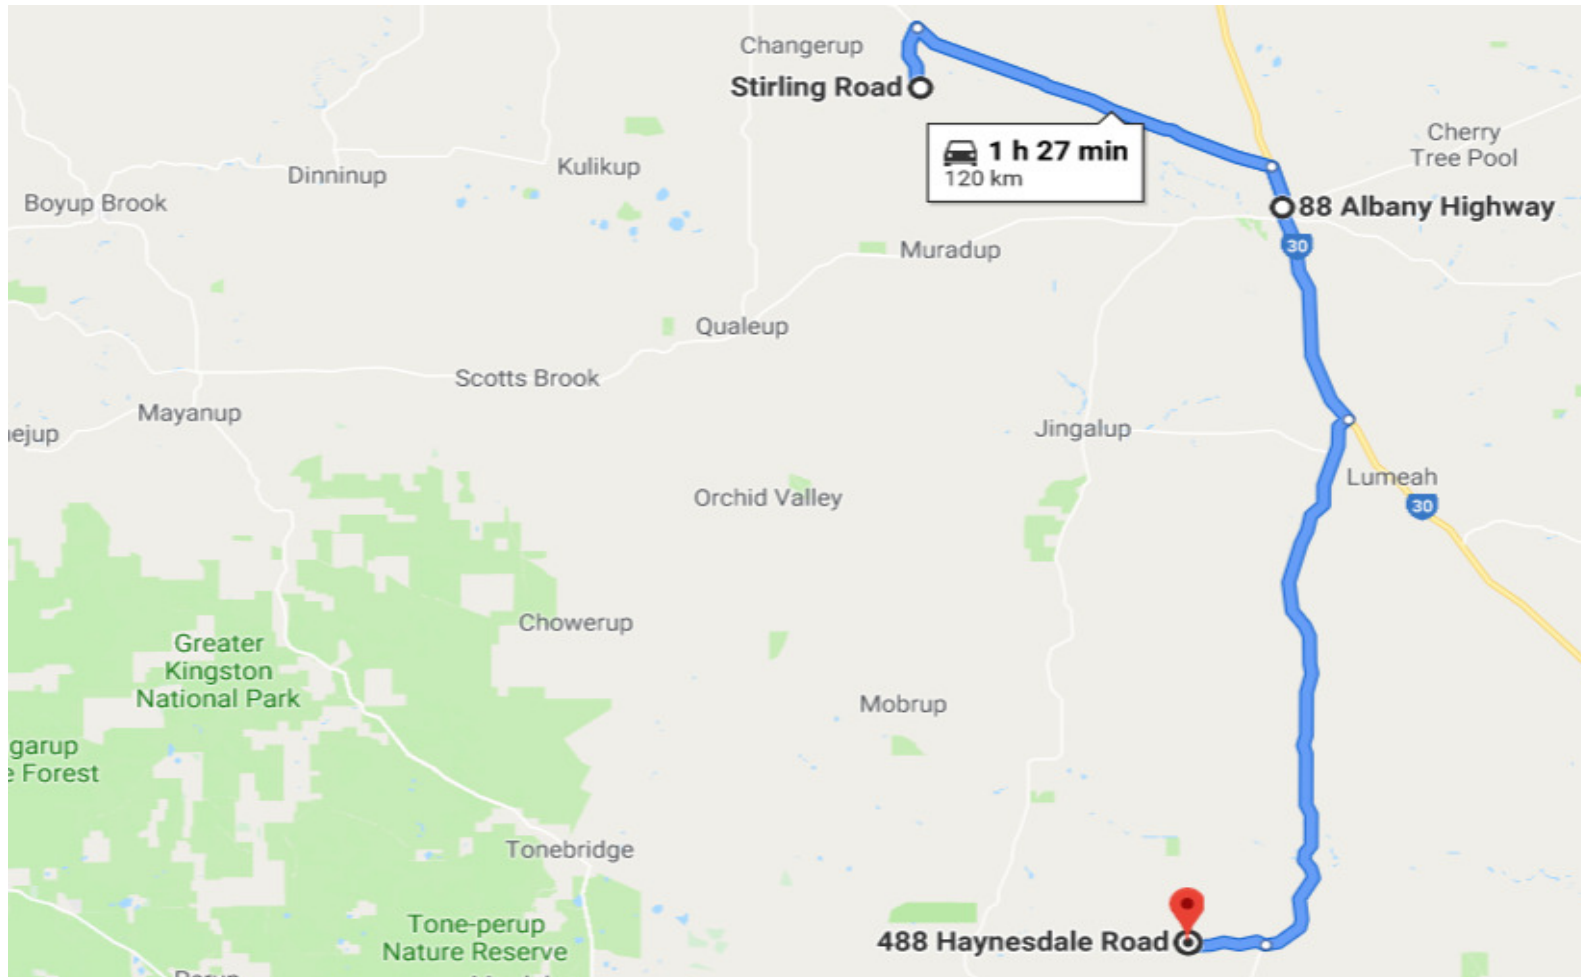 Changerup
Stirling Road
1 h 27 min
120 km
Cherry
Tree Pool
Kulikup
Dinninup
Boyup Brook
88 Albany Highway
30
Muradup
Qualeup
Scotts Brook
Mayanup
ejup
Jingalup
Lumeah
30
Orchid Valley
Chowerup
Greater
Kingston
National Park
Mobrup
garup
e Forest
Tonebridge
Tone-perup
Nature Reserve
488 Haynesdale Road